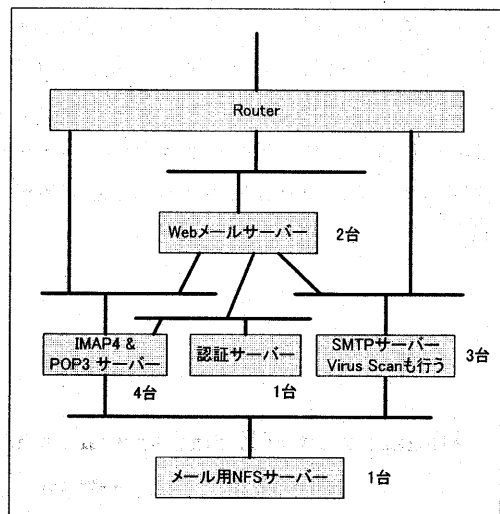 Router
Webメールサーバー
2台
IMAP4 &
POP3 サーバー
4台
認証サーバー
1台
SMTPサーバー
Virus Scanも行う
3台
メール用NFSサーバー
1台